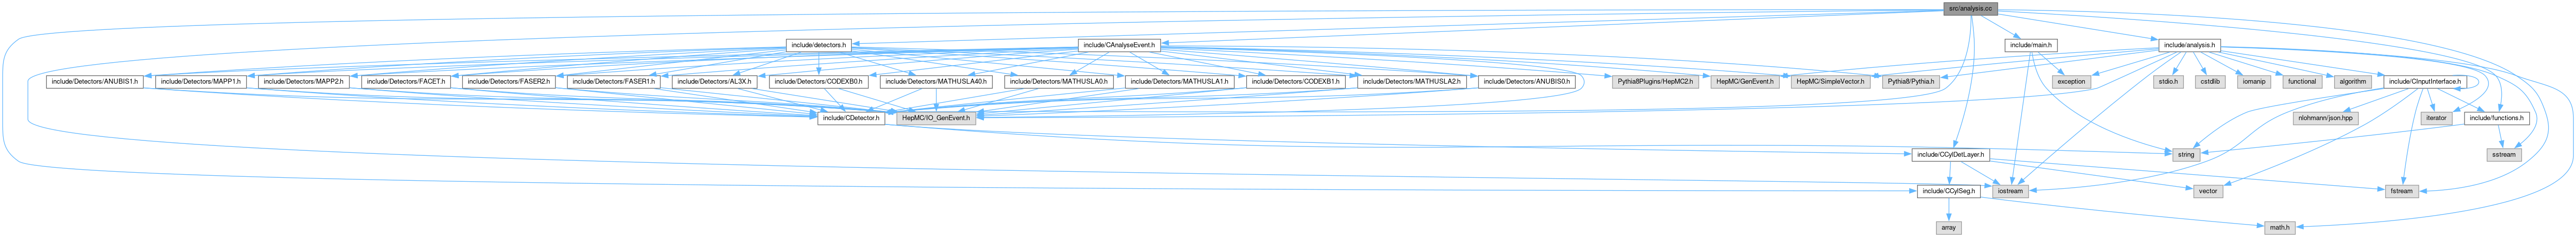 src/analysis.cc
include/detectors.h
include/CAnalyseEvent.h
include/main.h
include/analysis.h
include/Detectors/ANUBIS1.h
include/Detectors/MAPP1.h
include/Detectors/MAPP2.h
include/Detectors/FACET.h
include/Detectors/FASER2.h
include/Detectors/FASER1.h
include/Detectors/AL3X.h
include/Detectors/CODEXB0.h
include/Detectors/MATHUSLA40.h
include/Detectors/MATHUSLA0.h
include/Detectors/MATHUSLA1.h
include/Detectors/CODEXB1.h
include/Detectors/MATHUSLA2.h
include/Detectors/ANUBIS0.h
Pythia8Plugins/HepMC2.h
HepMC/GenEvent.h
HepMC/SimpleVector.h
Pythia8/Pythia.h
exception
stdio.h
cstdlib
iomanip
functional
algorithm
include/CInputInterface.h
include/CDetector.h
HepMC/IO_GenEvent.h
nlohmann/json.hpp
iterator
include/functions.h
include/CCylDetLayer.h
string
sstream
include/CCylSeg.h
iostream
vector
fstream
array
math.h